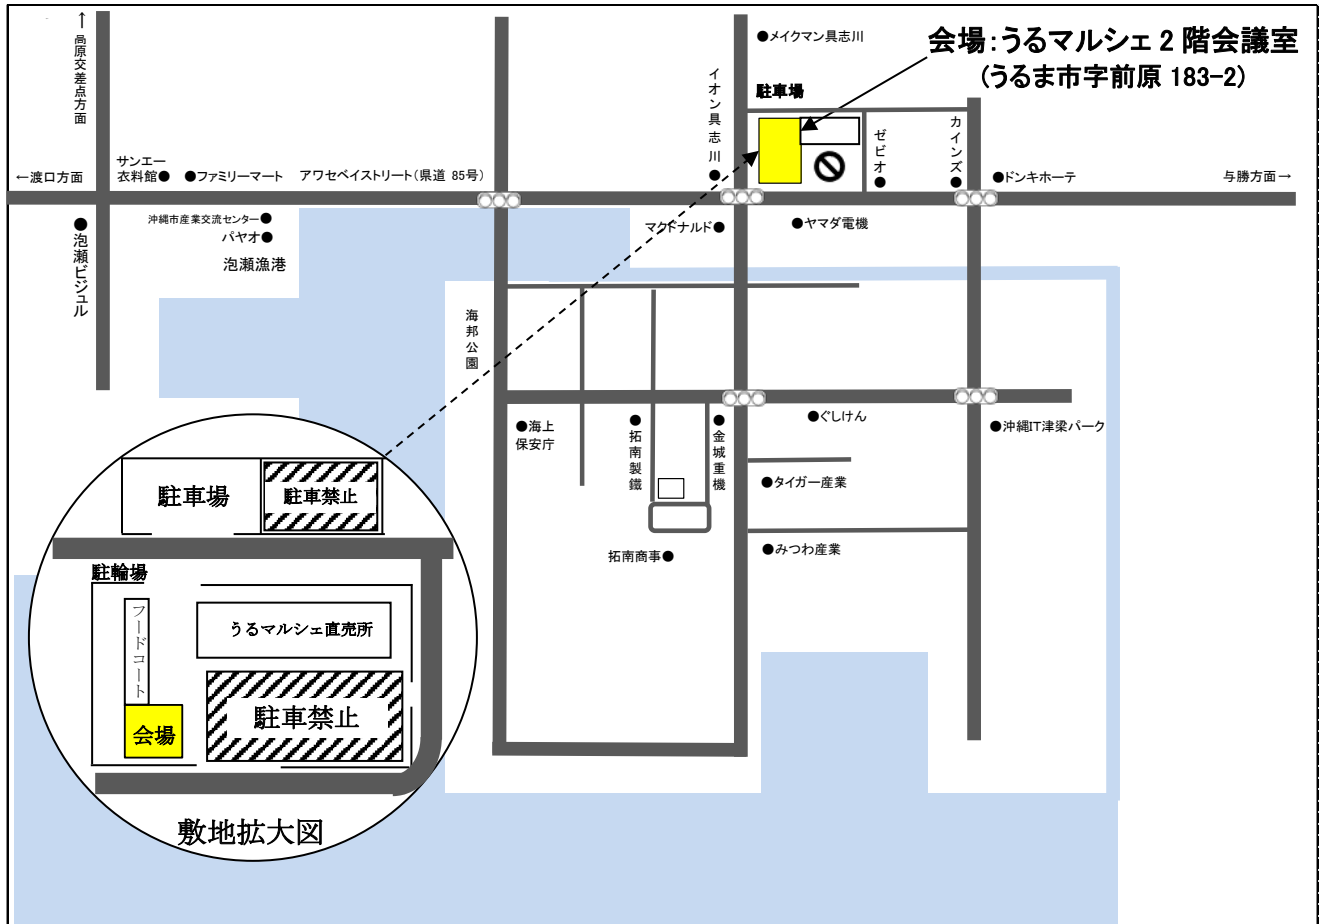 会場:うるマルシェ2階会議室
(うるま市字前原 183-2)
↑高原交差点方面
●メイクマン具志川
イオン具志川●
駐車場
ゼビオ●
カインズ●
←渡口方面
サンエー
衣料館●
●ファミリーマート
アワセベイストリート(県道 85号)
●ドンキホーテ
与勝方面→
●泡瀬ビジュル
沖縄市産業交流センター●
パヤオ●
泡瀬漁港
マクドナルド●
●ヤマダ電機
海邦公園
●海上
保安庁
●拓南製鐵
●金城重機
●ぐしけん
●沖縄IT津梁パーク
●タイガー産業
拓南商事●
●みつわ産業
駐車場
駐車禁止
駐輪場
フードコート
うるマルシェ直売所
駐車禁止
会場
敷地拡大図